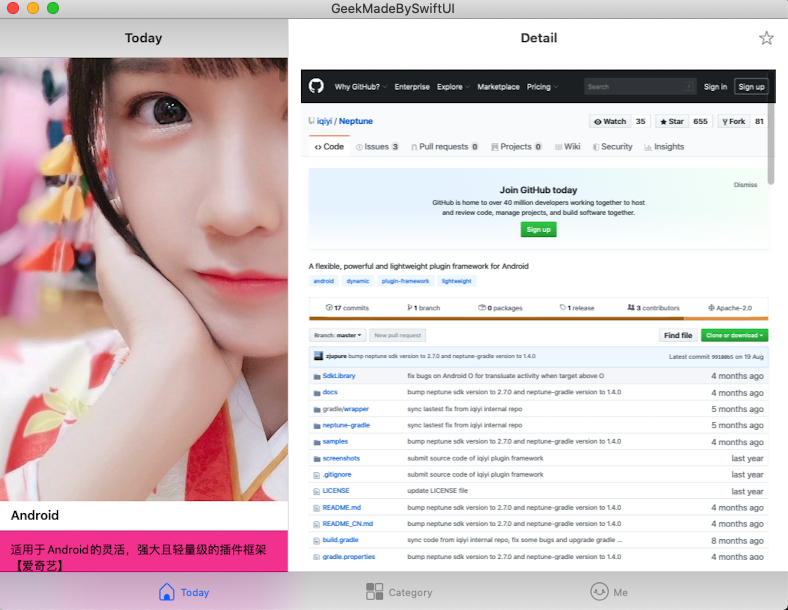 GeekMadeBySwiftUI
Today
Android
适用于Android的灵活，强大且轻量级的插件框架
【爱奇艺】
Detail
Why GitHub? Enterprise Explore Marketplace Pricing Search / Sign in Sign up
iqiyi / Neptune Watch 35 Star 655 Fork 81
Code Issues 3 Pull requests 0 Projects 0 Wiki Security Insights
Dismiss
Join GitHub today
GitHub is home to over 40 million developers working together to host
and review code, manage projects, and build software together.
Sign up
A flexible, powerful and lightweight plugin framework for Android
android dynamic plugin-framework lightweight
17 commits 1 branch 0 packages 1 release 3 contributors Apache-2.0
Branch: master New pull request Find file Clone or download
zjupure bump neptune sdk version to 2.7.0 and neptune-gradle version to 1.4.0 Latest commit 9918065 on 19 Aug
SdkLibrary fix bugs on Android O for transluate activity when target above O 4 months ago
docs bump neptune sdk version to 2.7.0 and neptune-gradle version to 1.4.0 4 months ago
gradle/wrapper sync lastest fix from iqiyi internal repo 5 months ago
neptune-gradle sync lastest fix from iqiyi internal repo 5 months ago
samples bump neptune sdk version to 2.7.0 and neptune-gradle version to 1.4.0 4 months ago
screenshots submit source code of iqiyi plugin framework last year
.gitignore submit source code of iqiyi plugin framework last year
LICENSE update LICENSE file last year
README.md bump neptune sdk version to 2.7.0 and neptune-gradle version to 1.4.0 4 months ago
README_CN.md bump neptune sdk version to 2.7.0 and neptune-gradle version to 1.4.0 4 months ago
build.gradle sync code from iqiyi internal repo, fix some bugs and upgrade gradle ... 8 months ago
gradle.properties bump neptune sdk version to 2.7.0 and neptune-gradle version to 1.4.0 4 months ago
Today Category Me